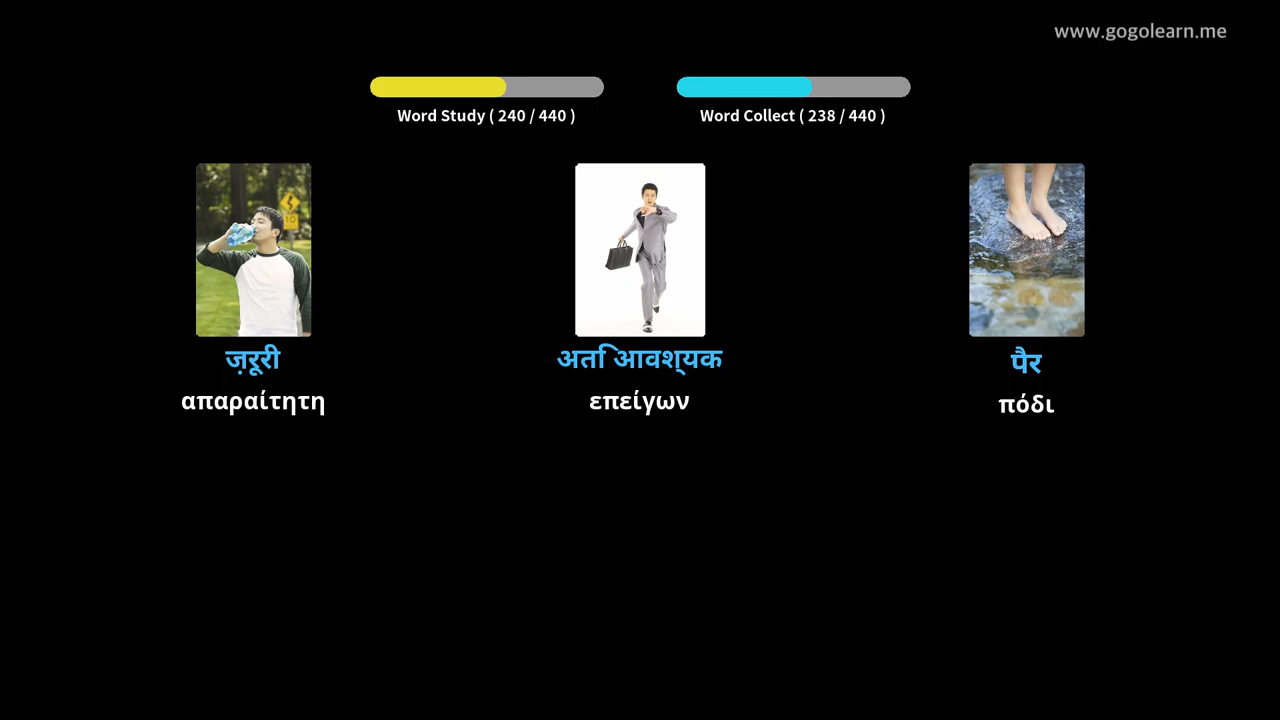 www.gogolearn.me
Word Study ( 240 / 440 )
Word Collect ( 238 / 440 )
ज़रूरी
अति आवश्यक
पैर
απαραίτητη
επείγων
πόδι